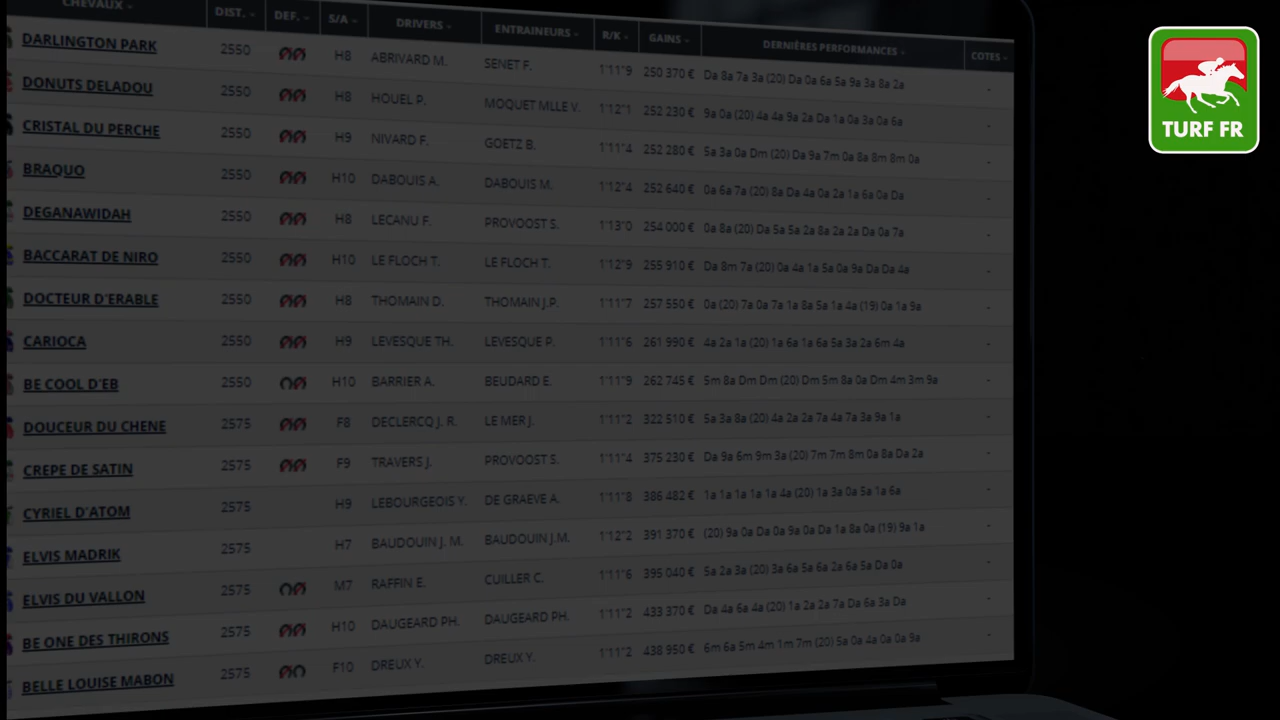 CHEVAUX DIST. DEF. S/A DRIVERS ENTRAINEURS R/K GAINS DERNIÈRES PERFORMANCES COTES
DARLINGTON PARK 2550 H8 ABRIVARD M. SENET F. 1'11"9 250 370 € Da 8a 7a 3a (20) Da 0a 6a 5a 9a 3a 8a 2a -
DONUTS DELADOU 2550 H8 HOUEL P. MOQUET MLLE V. 1'12"1 252 230 € 9a 0a (20) 4a 4a 9a 2a Da 1a 0a 3a 0a 6a -
CRISTAL DU PERCHE 2550 H9 NIVARD F. GOETZ B. 1'11"4 252 280 € 5a 3a 0a Dm (20) Da 9a 7m 0a 8a 8m 8m 0a -
BRAQUO 2550 H10 DABOUIS A. DABOUIS M. 1'12"4 252 640 € 0a 6a 7a (20) 8a Da 4a 0a 2a 1a 6a 0a Da -
DEGANAWIDAH 2550 H8 LECANU F. PROVOOST S. 1'13"0 254 000 € 0a 8a (20) Da 5a 5a 2a 8a 2a 2a Da 0a 7a -
BACCARAT DE NIRO 2550 H10 LE FLOCH T. LE FLOCH T. 1'12"9 255 910 € Da 8m 7a (20) 0a 4a 1a 5a 0a 9a Da Da 4a -
DOCTEUR D'ERABLE 2550 H8 THOMAIN D. THOMAIN J.P. 1'11"7 257 550 € 0a (20) 7a 0a 7a 1a 8a 5a 1a 4a (19) 0a 1a 9a -
CARIOCA 2550 H9 LEVESQUE TH. LEVESQUE P. 1'11"6 261 990 € 4a 2a 1a (20) 1a 6a 1a 6a 5a 3a 2a 6m 4a -
BE COOL D'EB 2550 H10 BARRIER A. BEUDARD E. 1'11"9 262 745 € 5m 8a Dm Dm (20) Dm 5m 8a 0a Dm 4m 3m 9a -
DOUCEUR DU CHENE 2575 F8 DECLERCQ J. R. LE MER J. 1'11"2 322 510 € 5a 3a 8a (20) 4a 2a 2a 7a 4a 7a 3a 9a 1a -
CREPE DE SATIN 2575 F9 TRAVERS J. PROVOOST S. 1'11"4 375 230 € Da 9a 6m 9m 3a (20) 7m 7m 8m 0a 8a Da 2a -
CYRIEL D'ATOM 2575 H9 LEBOURGEOIS Y. DE GRAEVE A. 1'11"8 386 482 € 1a 1a 1a 1a 1a 4a (20) 1a 3a 0a 5a 1a 6a -
ELVIS MADRIK 2575 H7 BAUDOUIN J. M. BAUDOUIN J.M. 1'12"2 391 370 € (20) 9a 0a Da 0a 9a 0a Da 1a 8a 0a (19) 9a 1a -
ELVIS DU VALLON 2575 M7 RAFFIN E. CUILLER C. 1'11"6 395 040 € 5a 2a 3a (20) 3a 6a 5a 6a 2a 6a 5a Da 0a -
BE ONE DES THIRONS 2575 H10 DAUGEARD PH. DAUGEARD PH. 1'11"2 433 370 € Da 4a 6a 4a (20) 1a 2a 2a 7a Da 6a 3a Da -
BELLE LOUISE MABON 2575 F10 DREUX Y. DREUX Y. 1'11"2 438 950 € 6m 6a 5m 4m 1m 7m (20) 5a 0a 4a 0a 0a 9a -
TURF FR